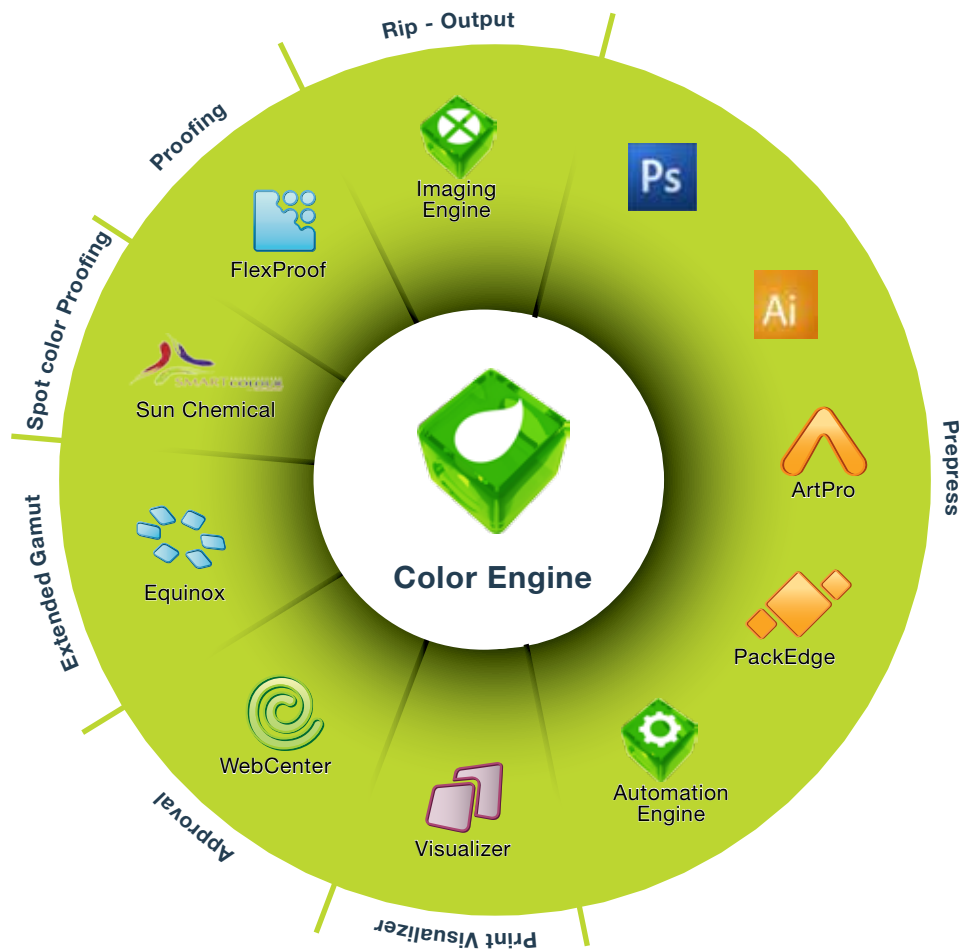 Rip - Output
Proofing
Spot color Proofing
Extended Gamut
Approval
Print Visualizer
Prepress
Imaging
Engine
Ps
Ai
ArtPro
PackEdge
Automation
Engine
Visualizer
WebCenter
Equinox
SMARTCOLOUR
Sun Chemical
FlexProof
Color Engine